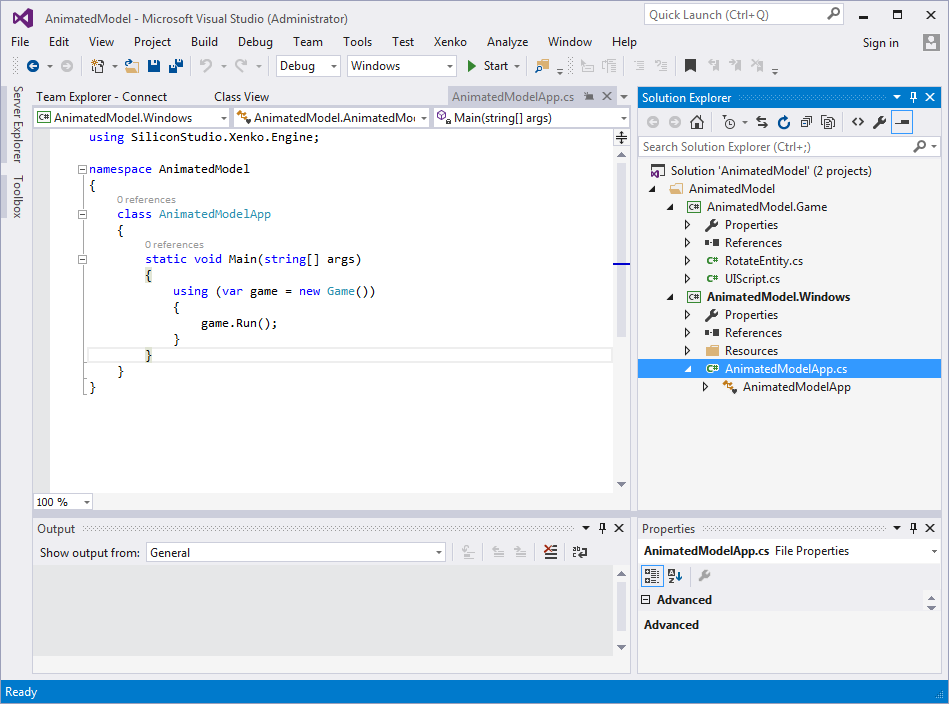 AnimatedModel - Microsoft Visual Studio (Administrator)
Quick Launch (Ctrl+Q)
File Edit View Project Build Debug Team Tools Test Xenko Analyze Window Help
Sign in
Debug Windows Start
Server Explorer
Toolbox
Team Explorer - Connect Class View AnimatedModelApp.cs
AnimatedModel.Windows AnimatedModel.AnimatedMo Main(string[] args)
using SiliconStudio.Xenko.Engine;
namespace AnimatedModel
{
0 references
class AnimatedModelApp
{
0 references
static void Main(string[] args)
{
using (var game = new Game())
{
game.Run();
}
}
}
}
100 %
Solution Explorer
Search Solution Explorer (Ctrl+;)
Solution 'AnimatedModel' (2 projects)
AnimatedModel
AnimatedModel.Game
Properties
References
RotateEntity.cs
UIScript.cs
AnimatedModel.Windows
Properties
References
Resources
AnimatedModelApp.cs
AnimatedModelApp
Output
Show output from: General
Properties
AnimatedModelApp.cs File Properties
Advanced
Advanced
Ready